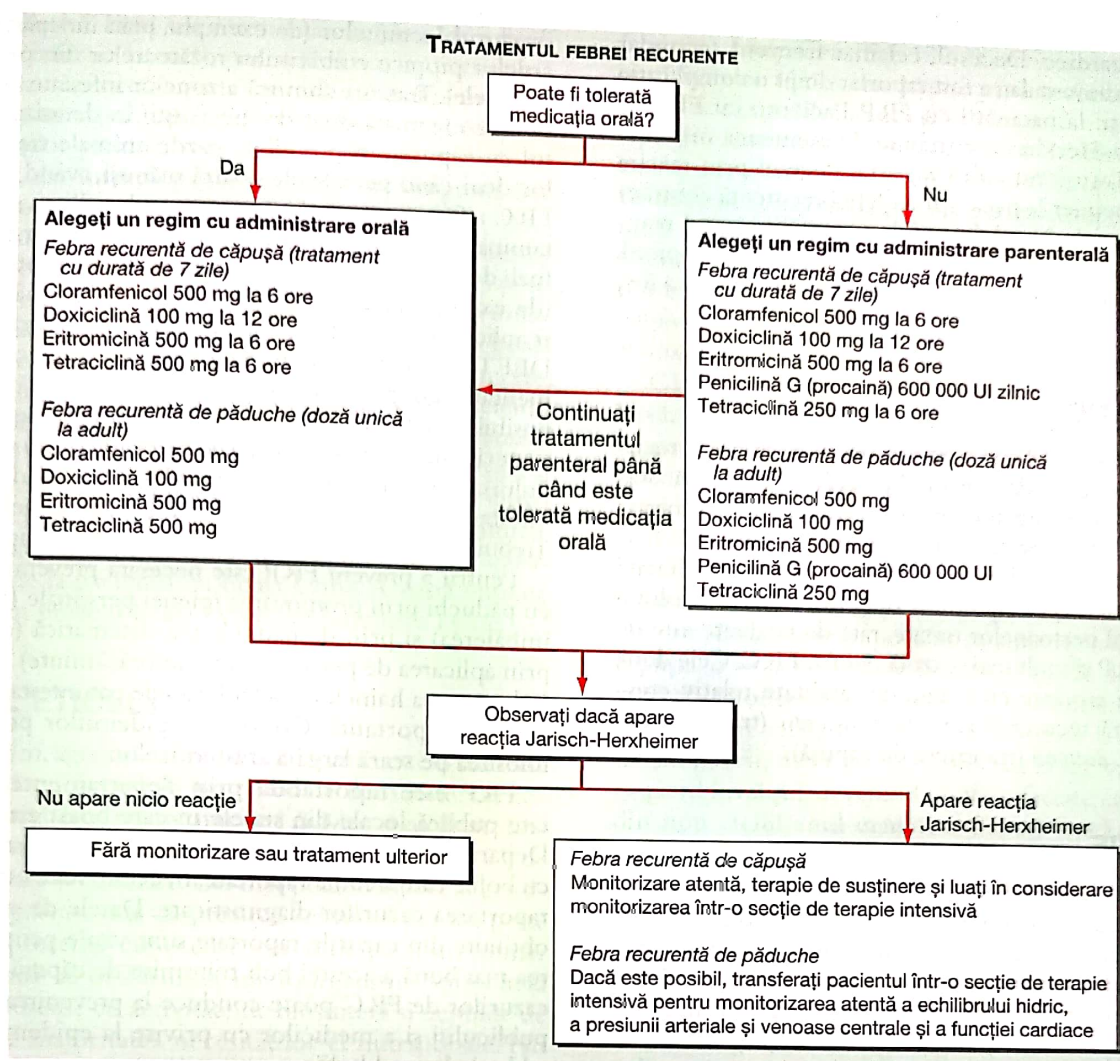 TRATAMENTUL FEBREI RECURENTE
Poate fi tolerată
medicația orală?
Da
Nu
Alegeți un regim cu administrare orală
Febra recurentă de căpușă (tratament
cu durată de 7 zile)
Cloramfenicol 500 mg la 6 ore
Doxiciclină 100 mg la 12 ore
Eritromicină 500 mg la 6 ore
Tetraciclină 500 mg la 6 ore
Febra recurentă de păduche (doză unică
la adult)
Cloramfenicol 500 mg
Doxiciclină 100 mg
Eritromicină 500 mg
Tetraciclină 500 mg
Alegeți un regim cu administrare parenterală
Febra recurentă de căpușă (tratament
cu durată de 7 zile)
Cloramfenicol 500 mg la 6 ore
Doxiciclină 100 mg la 12 ore
Eritromicină 500 mg la 6 ore
Penicilină G (procaină) 600 000 UI zilnic
Tetraciclină 250 mg la 6 ore
Febra recurentă de păduche (doză unică
la adult)
Cloramfenicol 500 mg
Doxiciclină 100 mg
Eritromicină 500 mg
Penicilină G (procaină) 600 000 UI
Tetraciclină 250 mg
Continuați
tratamentul
parenteral până
când este
tolerată medicația
orală
Observați dacă apare
reacția Jarisch-Herxheimer
Nu apare nicio reacție
Fără monitorizare sau tratament ulterior
Apare reacția
Jarisch-Herxheimer
Febra recurentă de căpușă
Monitorizare atentă, terapie de susținere și luați în considerare
monitorizarea într-o secție de terapie intensivă
Febra recurentă de păduche
Dacă este posibil, transferați pacientul într-o secție de terapie
intensivă pentru monitorizarea atentă a echilibrului hidric,
a presiunii arteriale și venoase centrale și a funcției cardiace